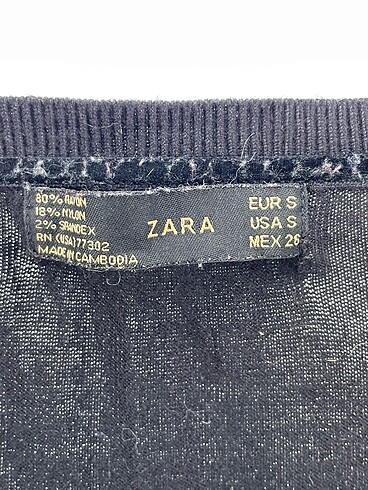 80% RAYON
18% NYLON
2% SPANDEX
RN (USA) 77302
MADE IN CAMBODIA
ZARA
EUR S
USA S
MEX 26